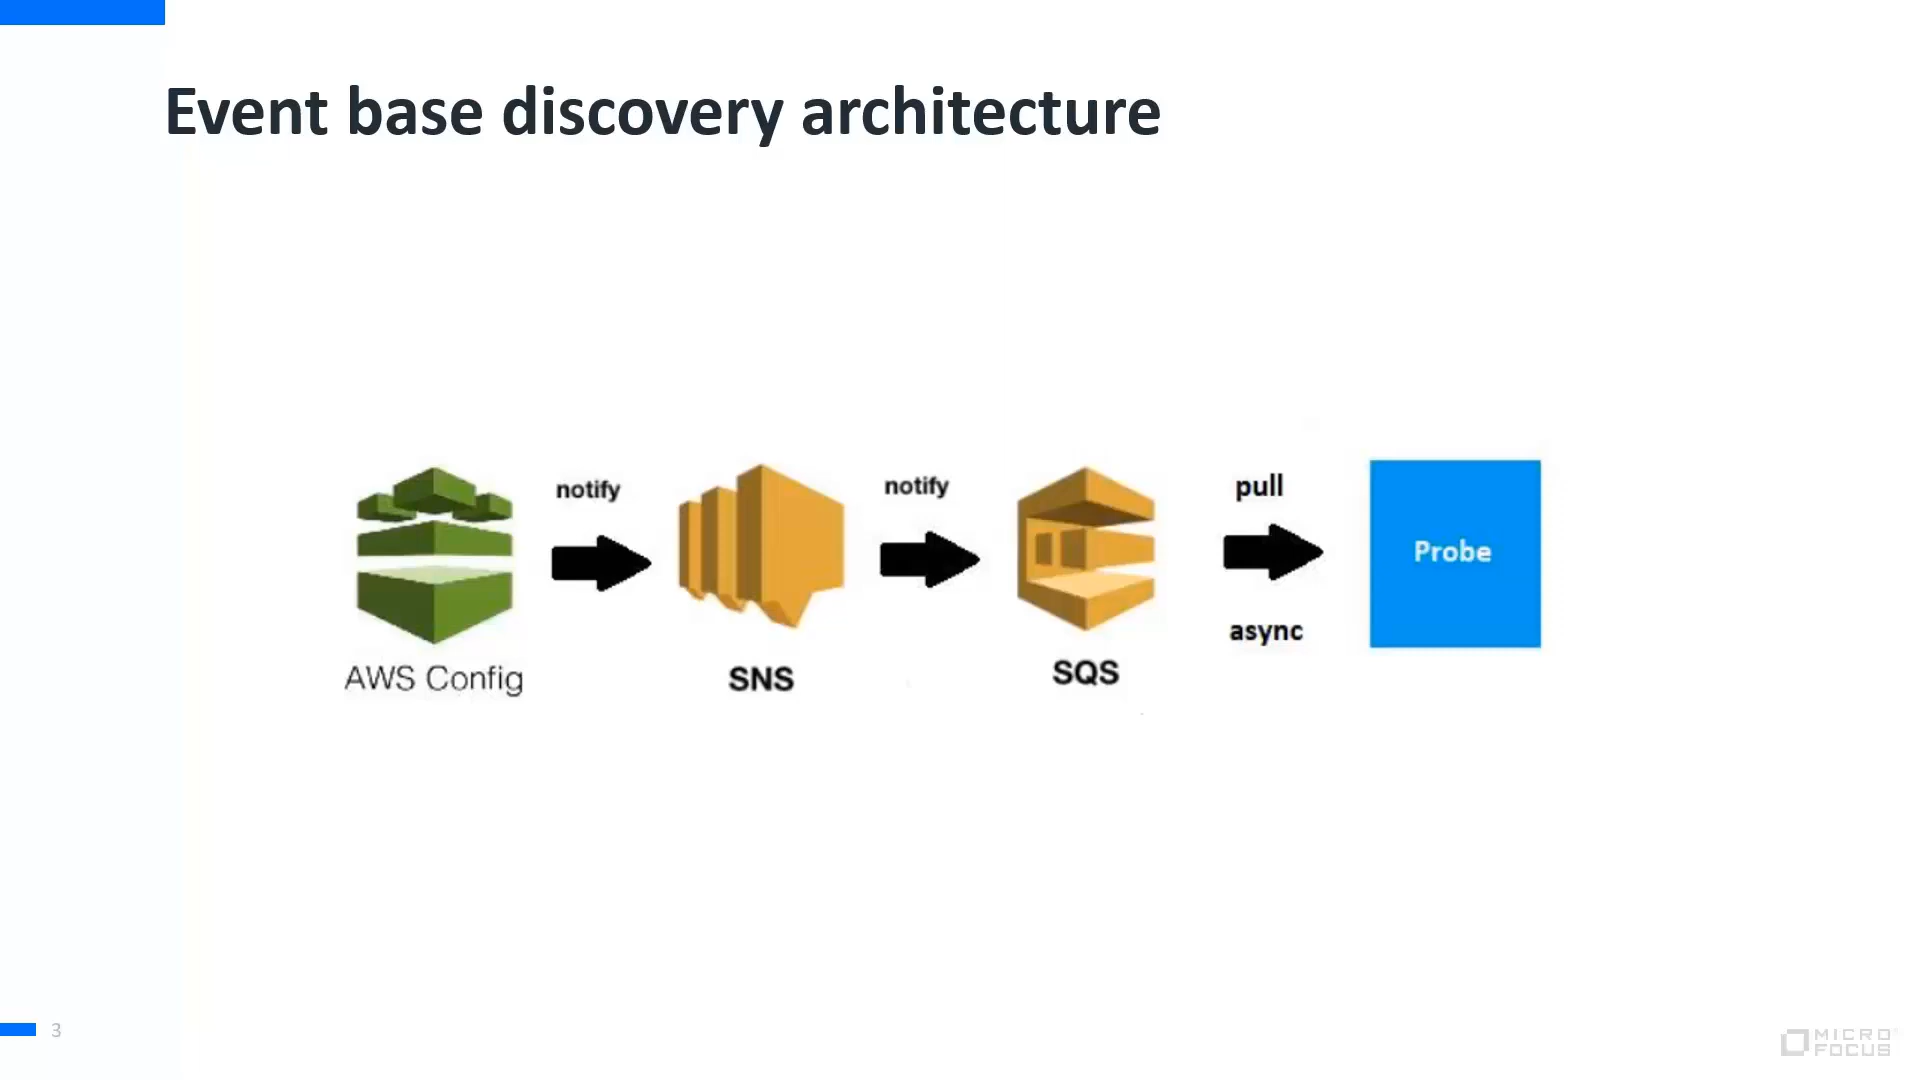 Event base discovery architecture
notify
notify
pull
Probe
async
AWS Config
SNS
SQS
3
MICRO
FOCUS